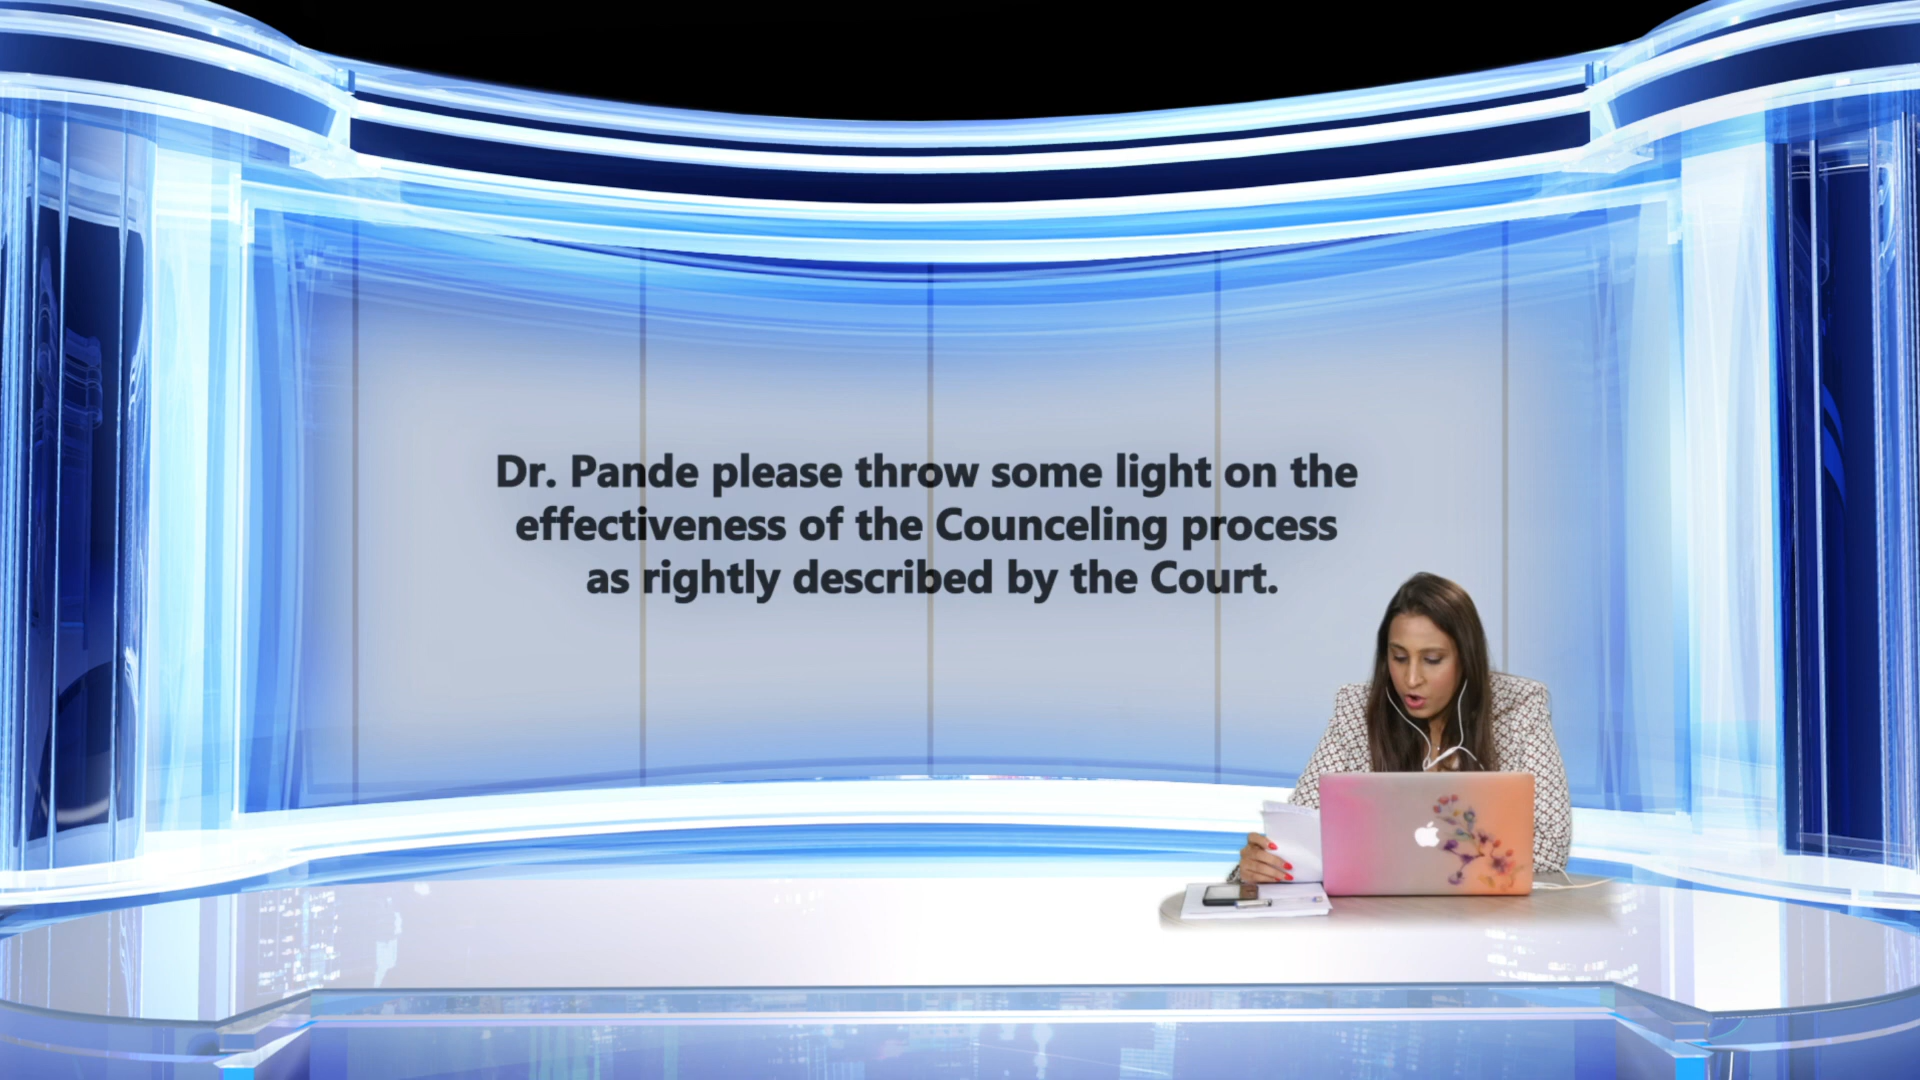 Dr. Pande please throw some light on the
effectiveness of the Counceling process
as rightly described by the Court.